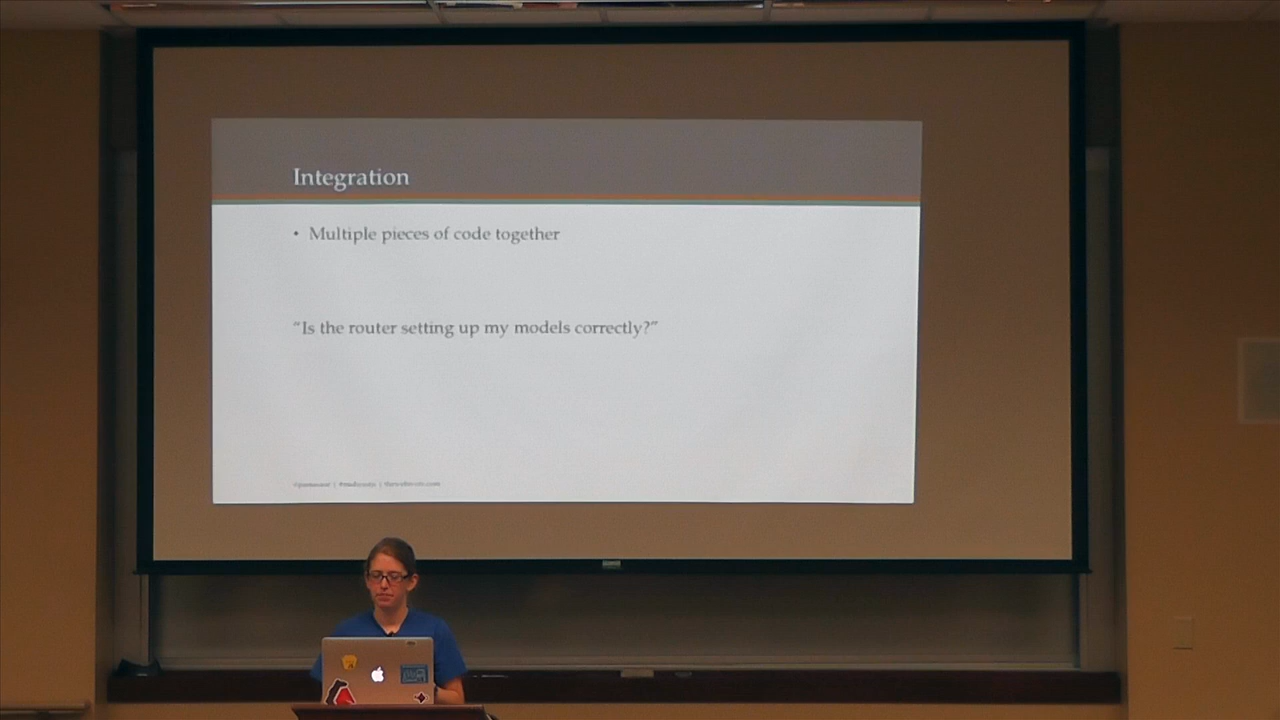 Integration
• Multiple pieces of code together
“Is the router setting up my models correctly?”